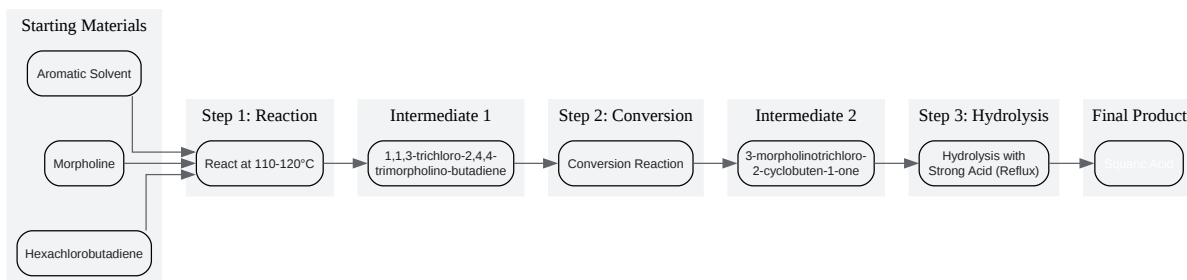 Starting Materials
Aromatic Solvent
Morpholine
Hexachlorobutadiene
Step 1: Reaction
React at 110-120°C
Intermediate 1
1,1,3-trichloro-2,4,4-
trimorpholino-butadiene
Step 2: Conversion
Conversion Reaction
Intermediate 2
3-morpholinotrichloro-
2-cyclobuten-1-one
Step 3: Hydrolysis
Hydrolysis with
Strong Acid (Reflux)
Final Product
Squaric Acid